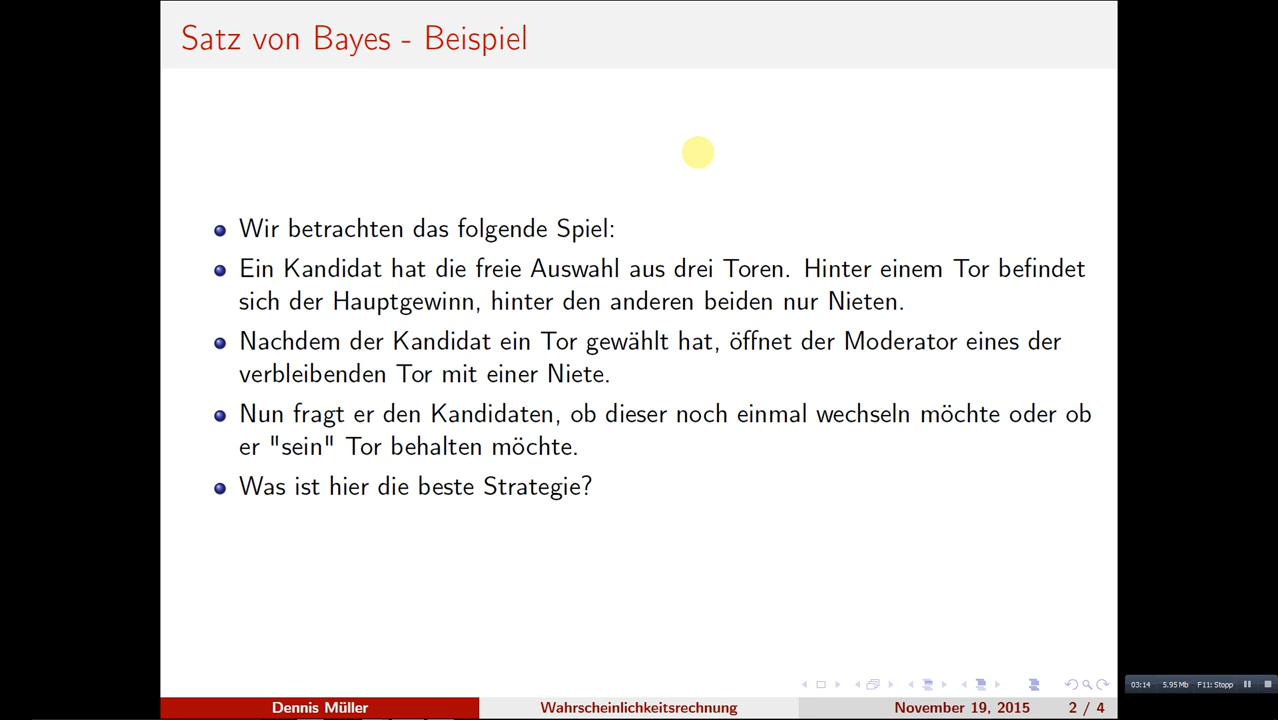 Satz von Bayes - Beispiel
Wir betrachten das folgende Spiel:
Ein Kandidat hat die freie Auswahl aus drei Toren. Hinter einem Tor befindet
sich der Hauptgewinn, hinter den anderen beiden nur Nieten.
Nachdem der Kandidat ein Tor gewählt hat, öffnet der Moderator eines der
verbleibenden Tor mit einer Niete.
Nun fragt er den Kandidaten, ob dieser noch einmal wechseln möchte oder ob
er "sein" Tor behalten möchte.
Was ist hier die beste Strategie?
03:14 5.95 Mb F11: Stopp
Dennis Müller Wahrscheinlichkeitsrechnung November 19, 2015 2 / 4